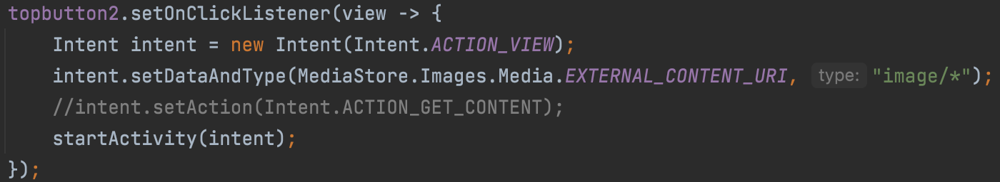 topbutton2.setOnClickListener(view -> {
    Intent intent = new Intent(Intent.ACTION_VIEW);
    intent.setDataAndType(MediaStore.Images.Media.EXTERNAL_CONTENT_URI, type: "image/*");
    //intent.setAction(Intent.ACTION_GET_CONTENT);
    startActivity(intent);
});